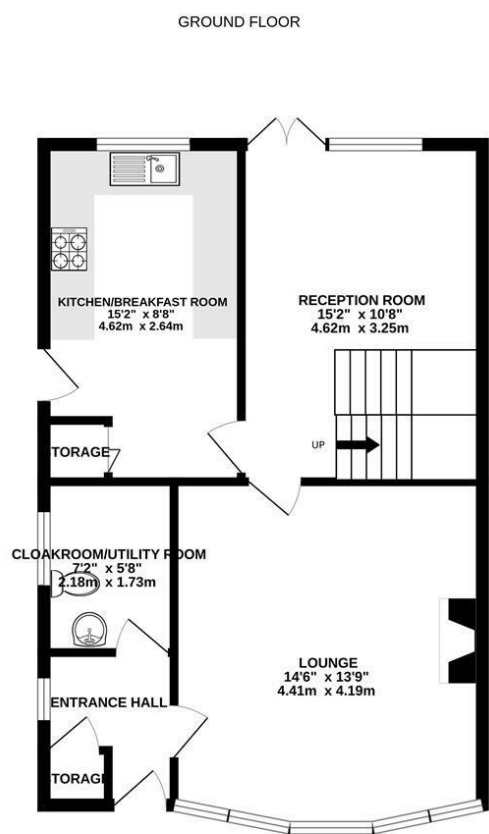 GROUND FLOOR
KITCHEN/BREAKFAST ROOM
15'2" x 8'8"
4.62m x 2.64m
RECEPTION ROOM
15'2" x 10'8"
4.62m x 3.25m
UP
TORAGE
CLOAKROOM/UTILITY ROOM
7'2" x 5'8"
2.18m x 1.73m
LOUNGE
14'6" x 13'9"
4.41m x 4.19m
ENTRANCE HALL
TORAGE